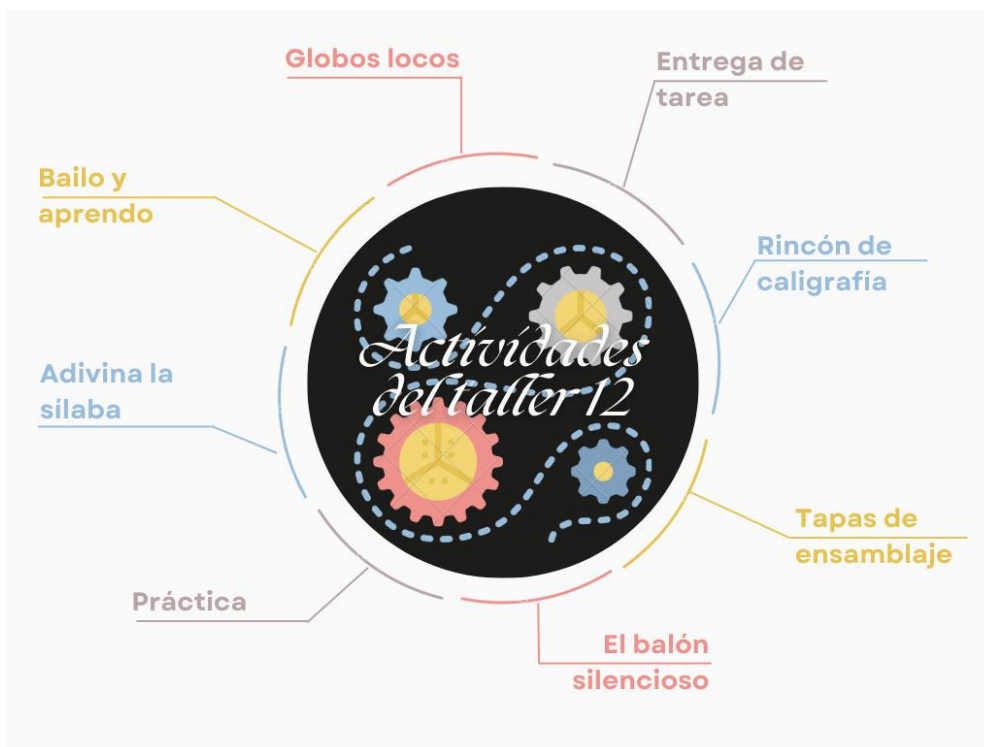 Globos locos
Entrega de
tarea
Bailo y
aprendo
Rincón de
caligrafía
Actividades
del taller 12
Adivina la
sílaba
Tapas de
ensamblaje
Práctica
El balón
silencioso